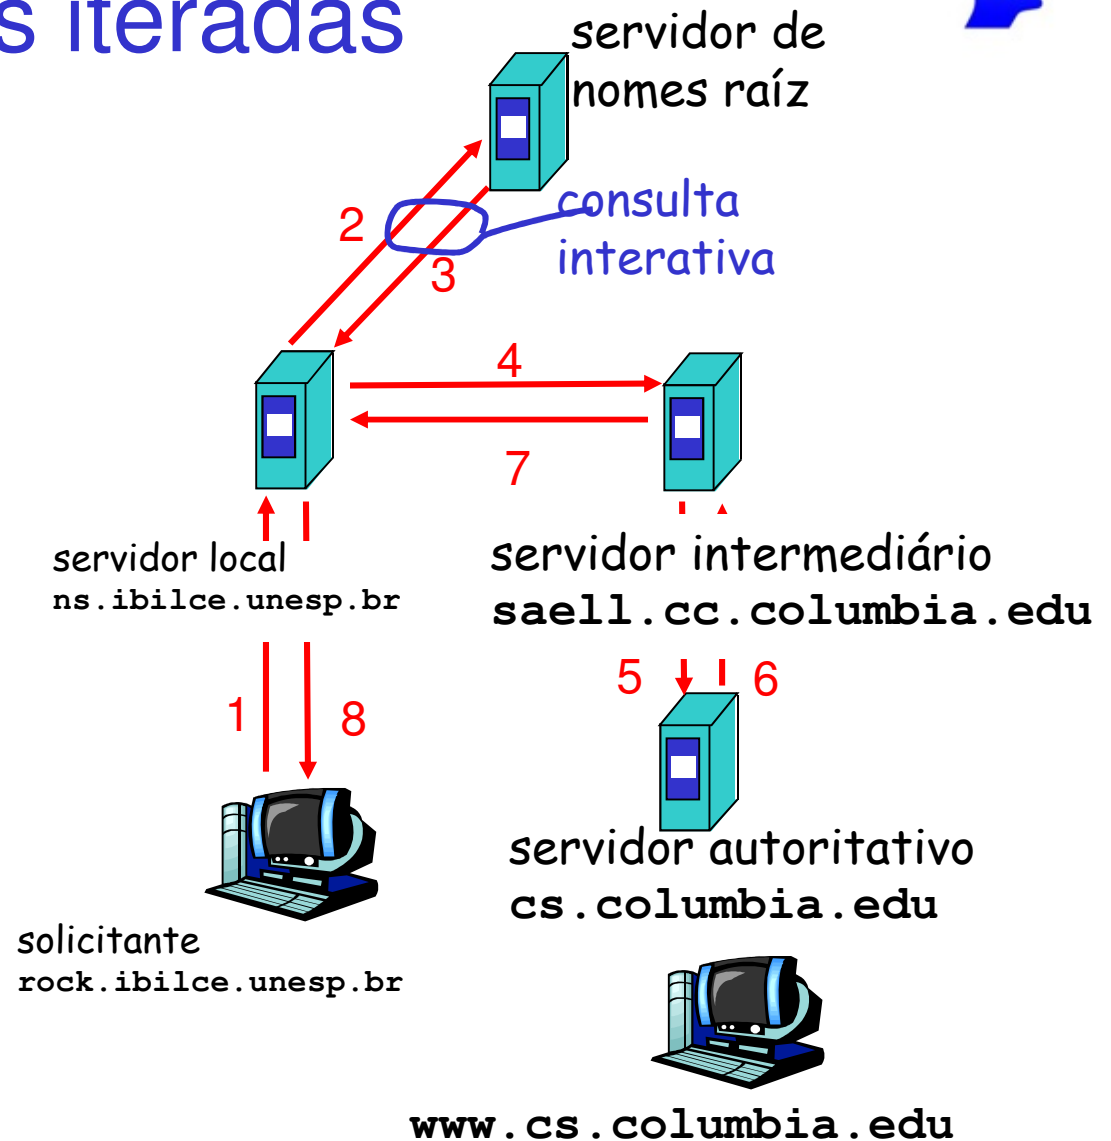 s iteradas
servidor de
nomes raíz
consulta
interativa
2
3
4
7
servidor local
ns.ibilce.unesp.br
servidor intermediário
saell.cc.columbia.edu
5
6
1
8
servidor autoritativo
cs.columbia.edu
solicitante
rock.ibilce.unesp.br
www.cs.columbia.edu